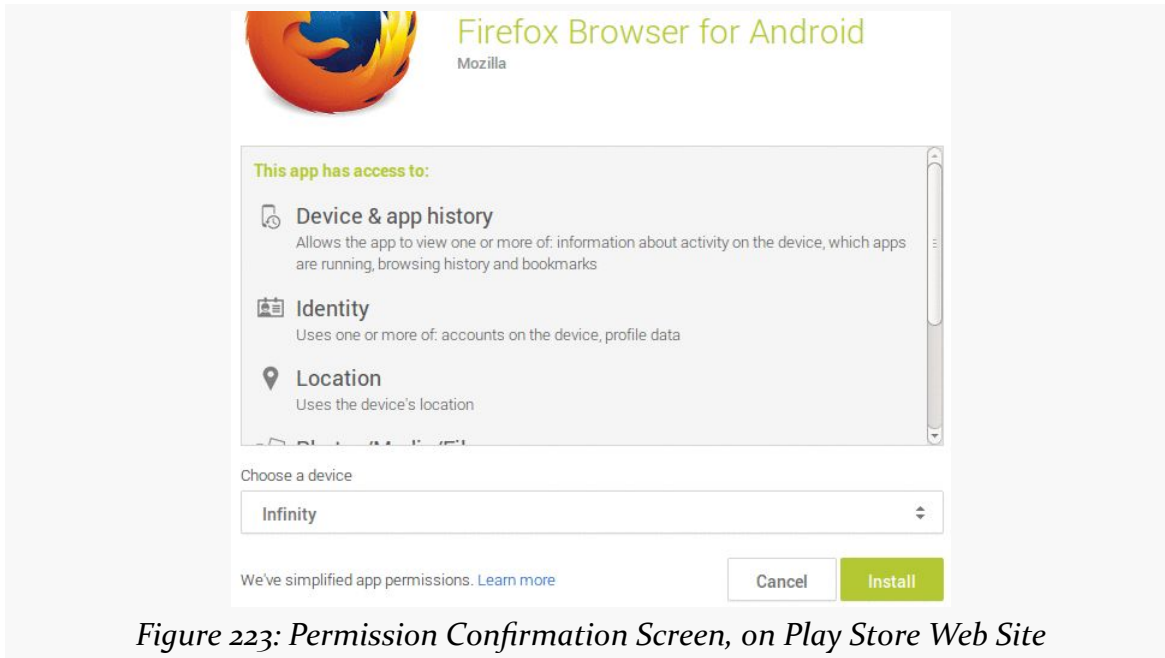 Firefox Browser for Android
Mozilla
This app has access to:
Device & app history
Allows the app to view one or more of: information about activity on the device, which apps
are running, browsing history and bookmarks
Identity
Uses one or more of: accounts on the device, profile data
Location
Uses the device's location
Choose a device
Infinity
We've simplified app permissions. Learn more
Cancel
Install
Figure 223: Permission Confirmation Screen, on Play Store Web Site